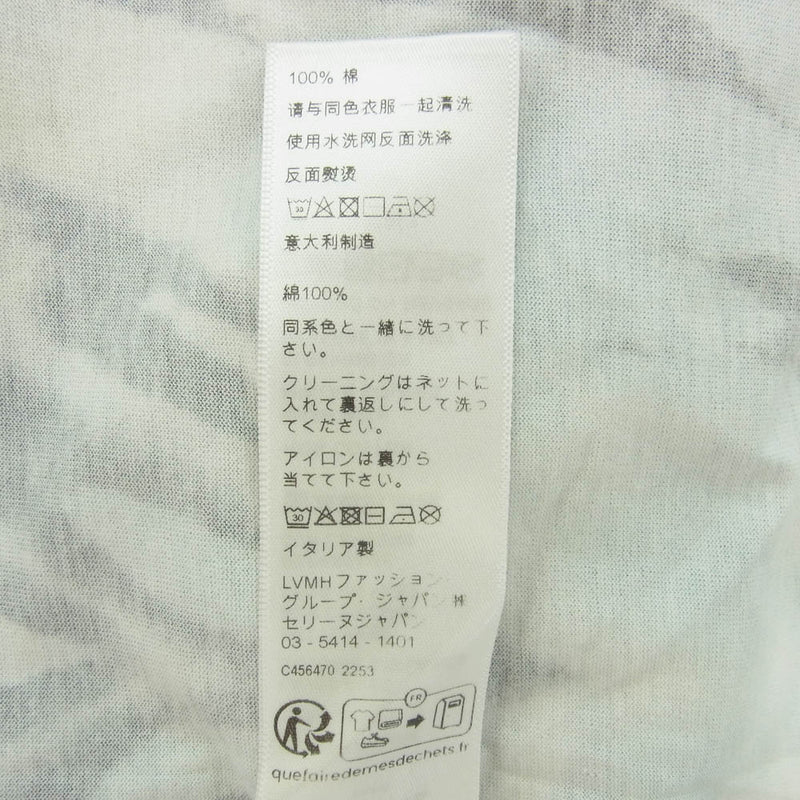 100% 棉
请与同色衣服一起清洗
使用水洗网反面洗涤
反面熨烫
30
意大利制造
綿100%
同系色と一緒に洗って下
さい。
クリーニングはネットに
入れて裏返しにして洗っ
てください。
アイロンは裏から
当てて下さい。
30
イタリア製
LVMHファッション
グループ・ジャパン㈱
セリーヌジャパン
03-5414-1401
C456470 2253
FR
quefairedemesdechets.fr